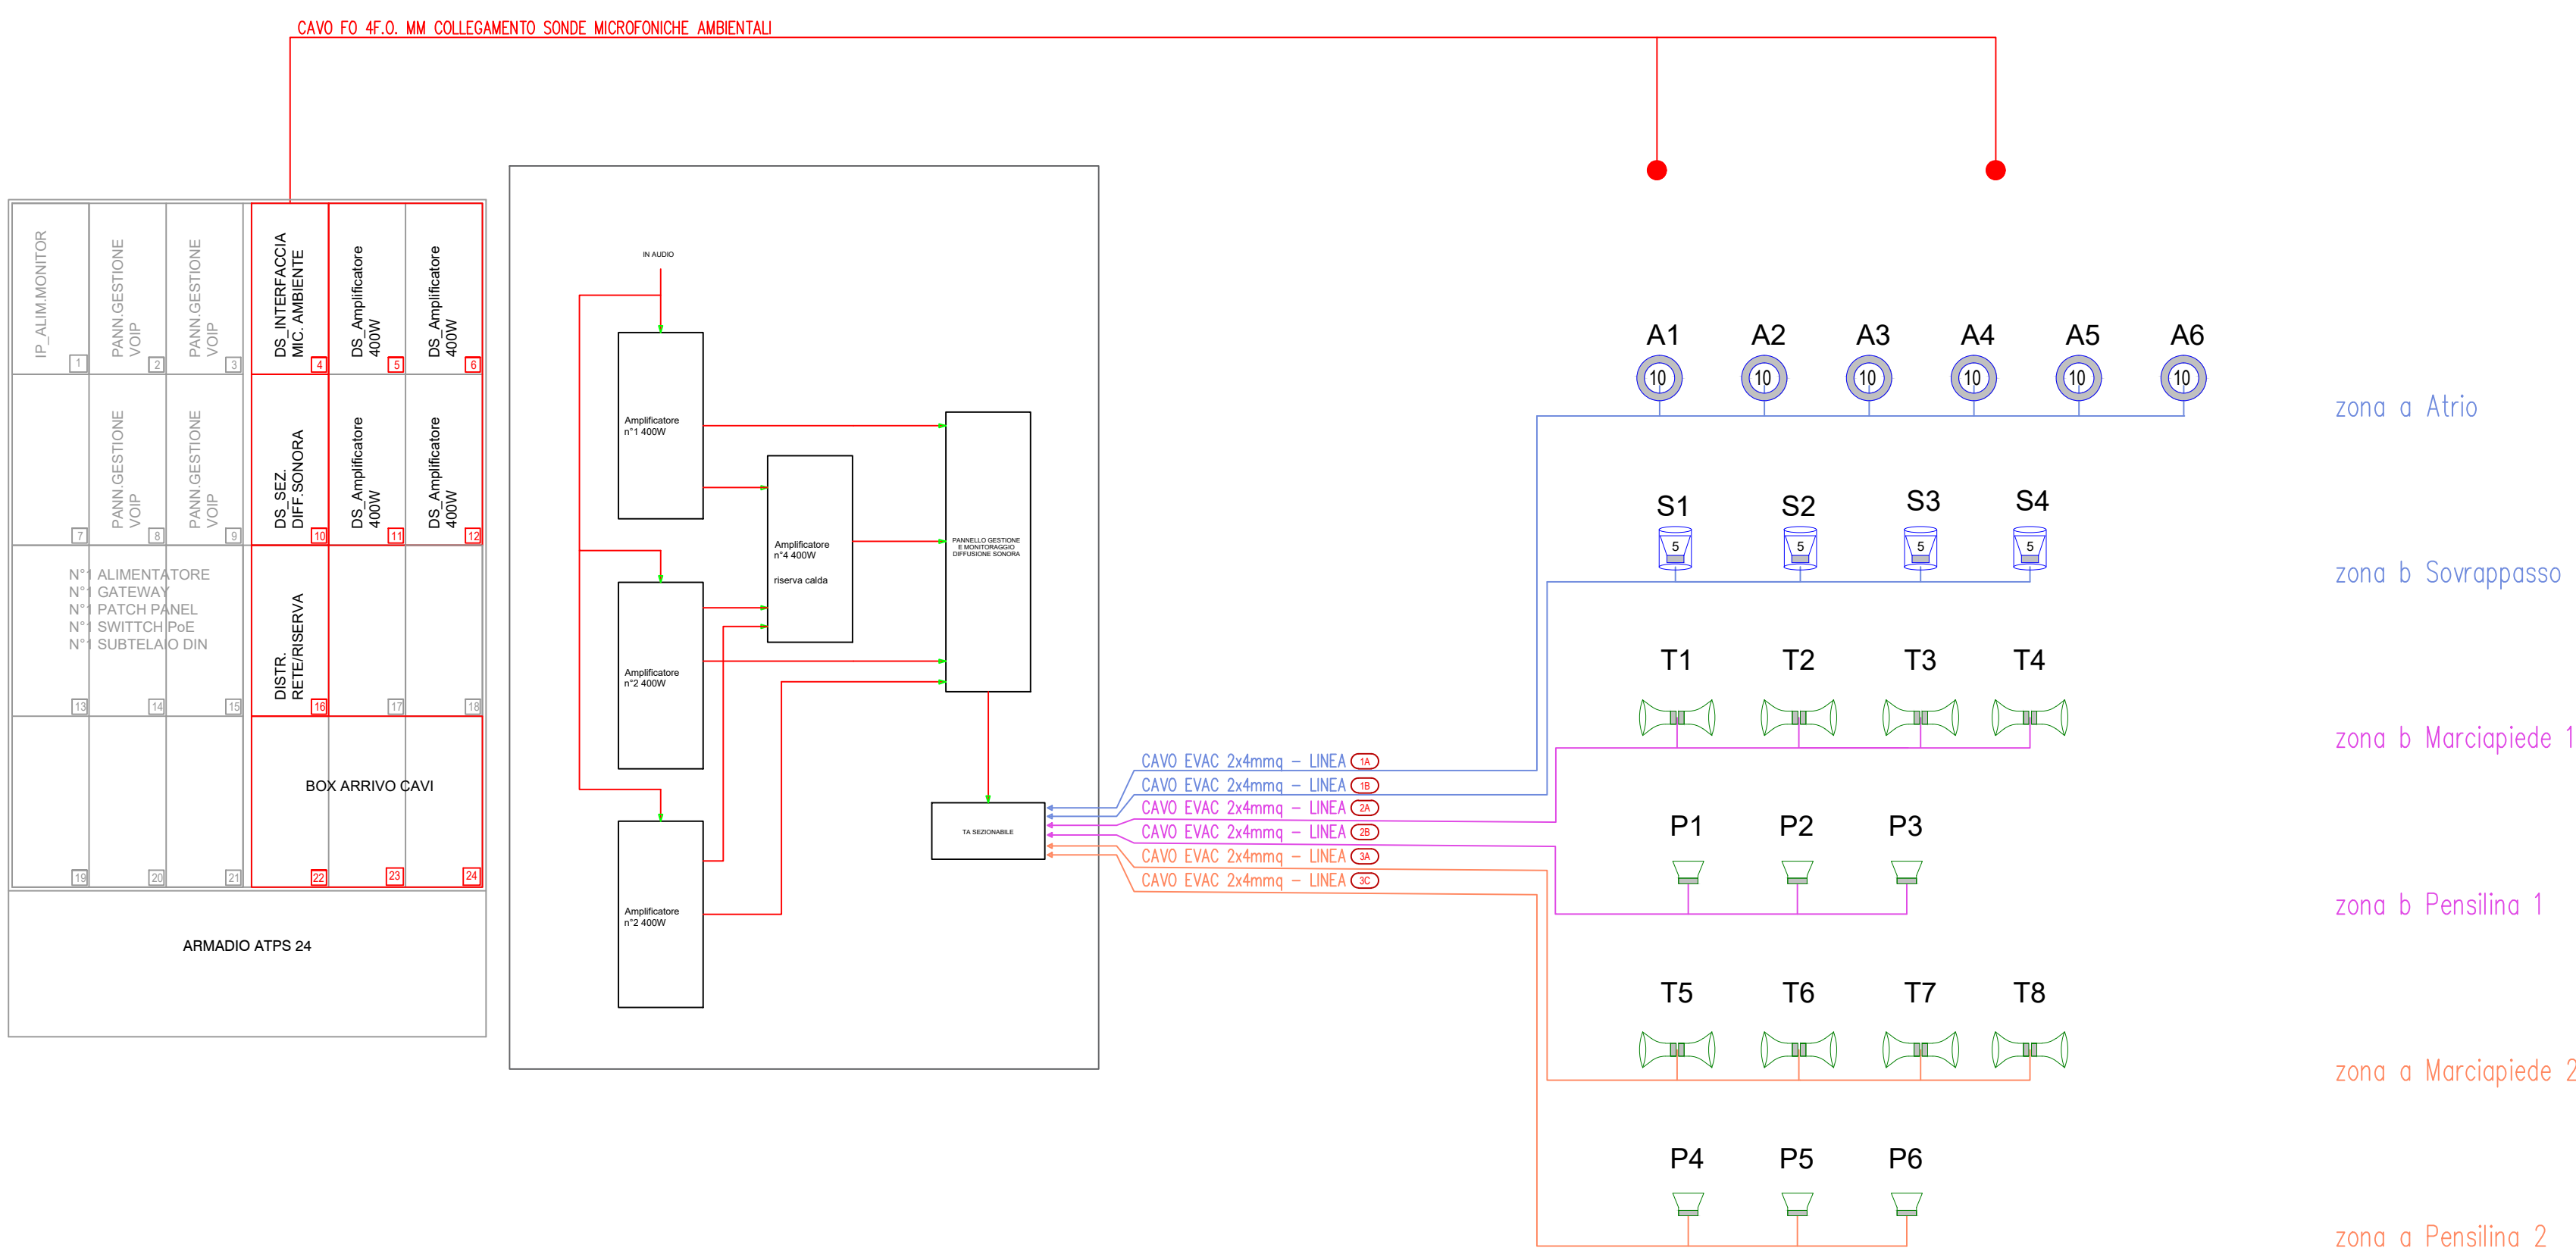 CAVO FO 4F.O. MM COLLEGAMENTO SONDE MICROFONICHE AMBIENTALI
IP_ALIM.MONITOR
1
PANN.GESTIONE
VOIP
2
PANN.GESTIONE
VOIP
3
DS_INTERFACCIA
MIC. AMBIENTE
4
DS_Amplificatore
400W
5
DS_Amplificatore
400W
6
7
PANN.GESTIONE
VOIP
8
PANN.GESTIONE
VOIP
9
DS_SEZ.
DIFF.SONORA
10
DS_Amplificatore
400W
11
DS_Amplificatore
400W
12
N°1 ALIMENTATORE
N°1 GATEWAY
N°1 PATCH PANEL
N°1 SWITTCH PoE
N°1 SUBTELAIO DIN
13
14
15
DISTR.
RETE/RISERVA
16
17
18
BOX ARRIVO CAVI
19
20
21
22
23
24
ARMADIO ATPS 24
IN AUDIO
Amplificatore
n°1 400W
Amplificatore
n°4 400W
riserva calda
PANNELLO GESTIONE
E MONITORAGGIO
DIFFUSIONE SONORA
Amplificatore
n°2 400W
Amplificatore
n°2 400W
TA SEZIONABILE
CAVO EVAC 2x4mmq – LINEA 1A
CAVO EVAC 2x4mmq – LINEA 1B
CAVO EVAC 2x4mmq – LINEA 2A
CAVO EVAC 2x4mmq – LINEA 2B
CAVO EVAC 2x4mmq – LINEA 3A
CAVO EVAC 2x4mmq – LINEA 3C
A1 A2 A3 A4 A5 A6
10 10 10 10 10 10
zona a Atrio
S1 S2 S3 S4
5 5 5 5
zona b Sovrappasso
T1 T2 T3 T4
zona b Marciapiede 1
P1 P2 P3
zona b Pensilina 1
T5 T6 T7 T8
zona a Marciapiede 2
P4 P5 P6
zona a Pensilina 2